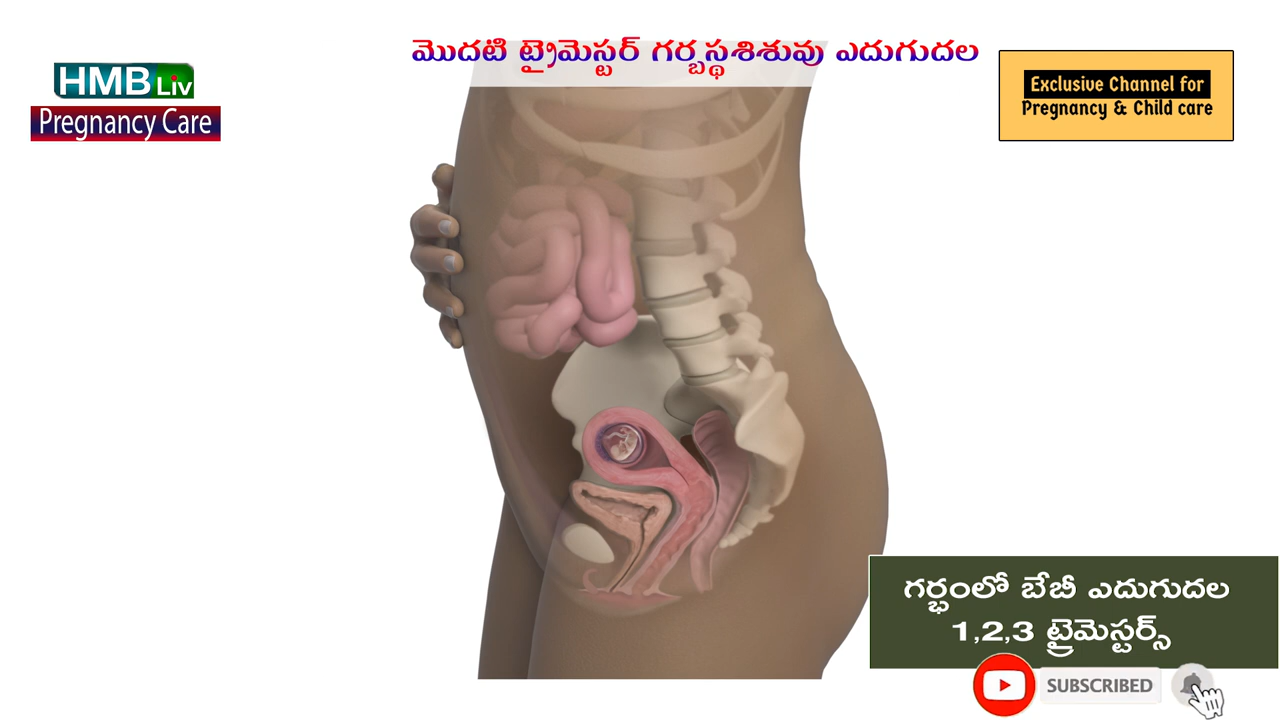 మొదటి ట్రైమెస్టర్ గర్భస్థశిశువు ఎదుగుదల
HMB Liv
Pregnancy Care
Exclusive Channel for
Pregnancy & Child care
గర్భంలో బేబీ ఎదుగుదల
1,2,3 ట్రైమెస్టర్స్
SUBSCRIBED